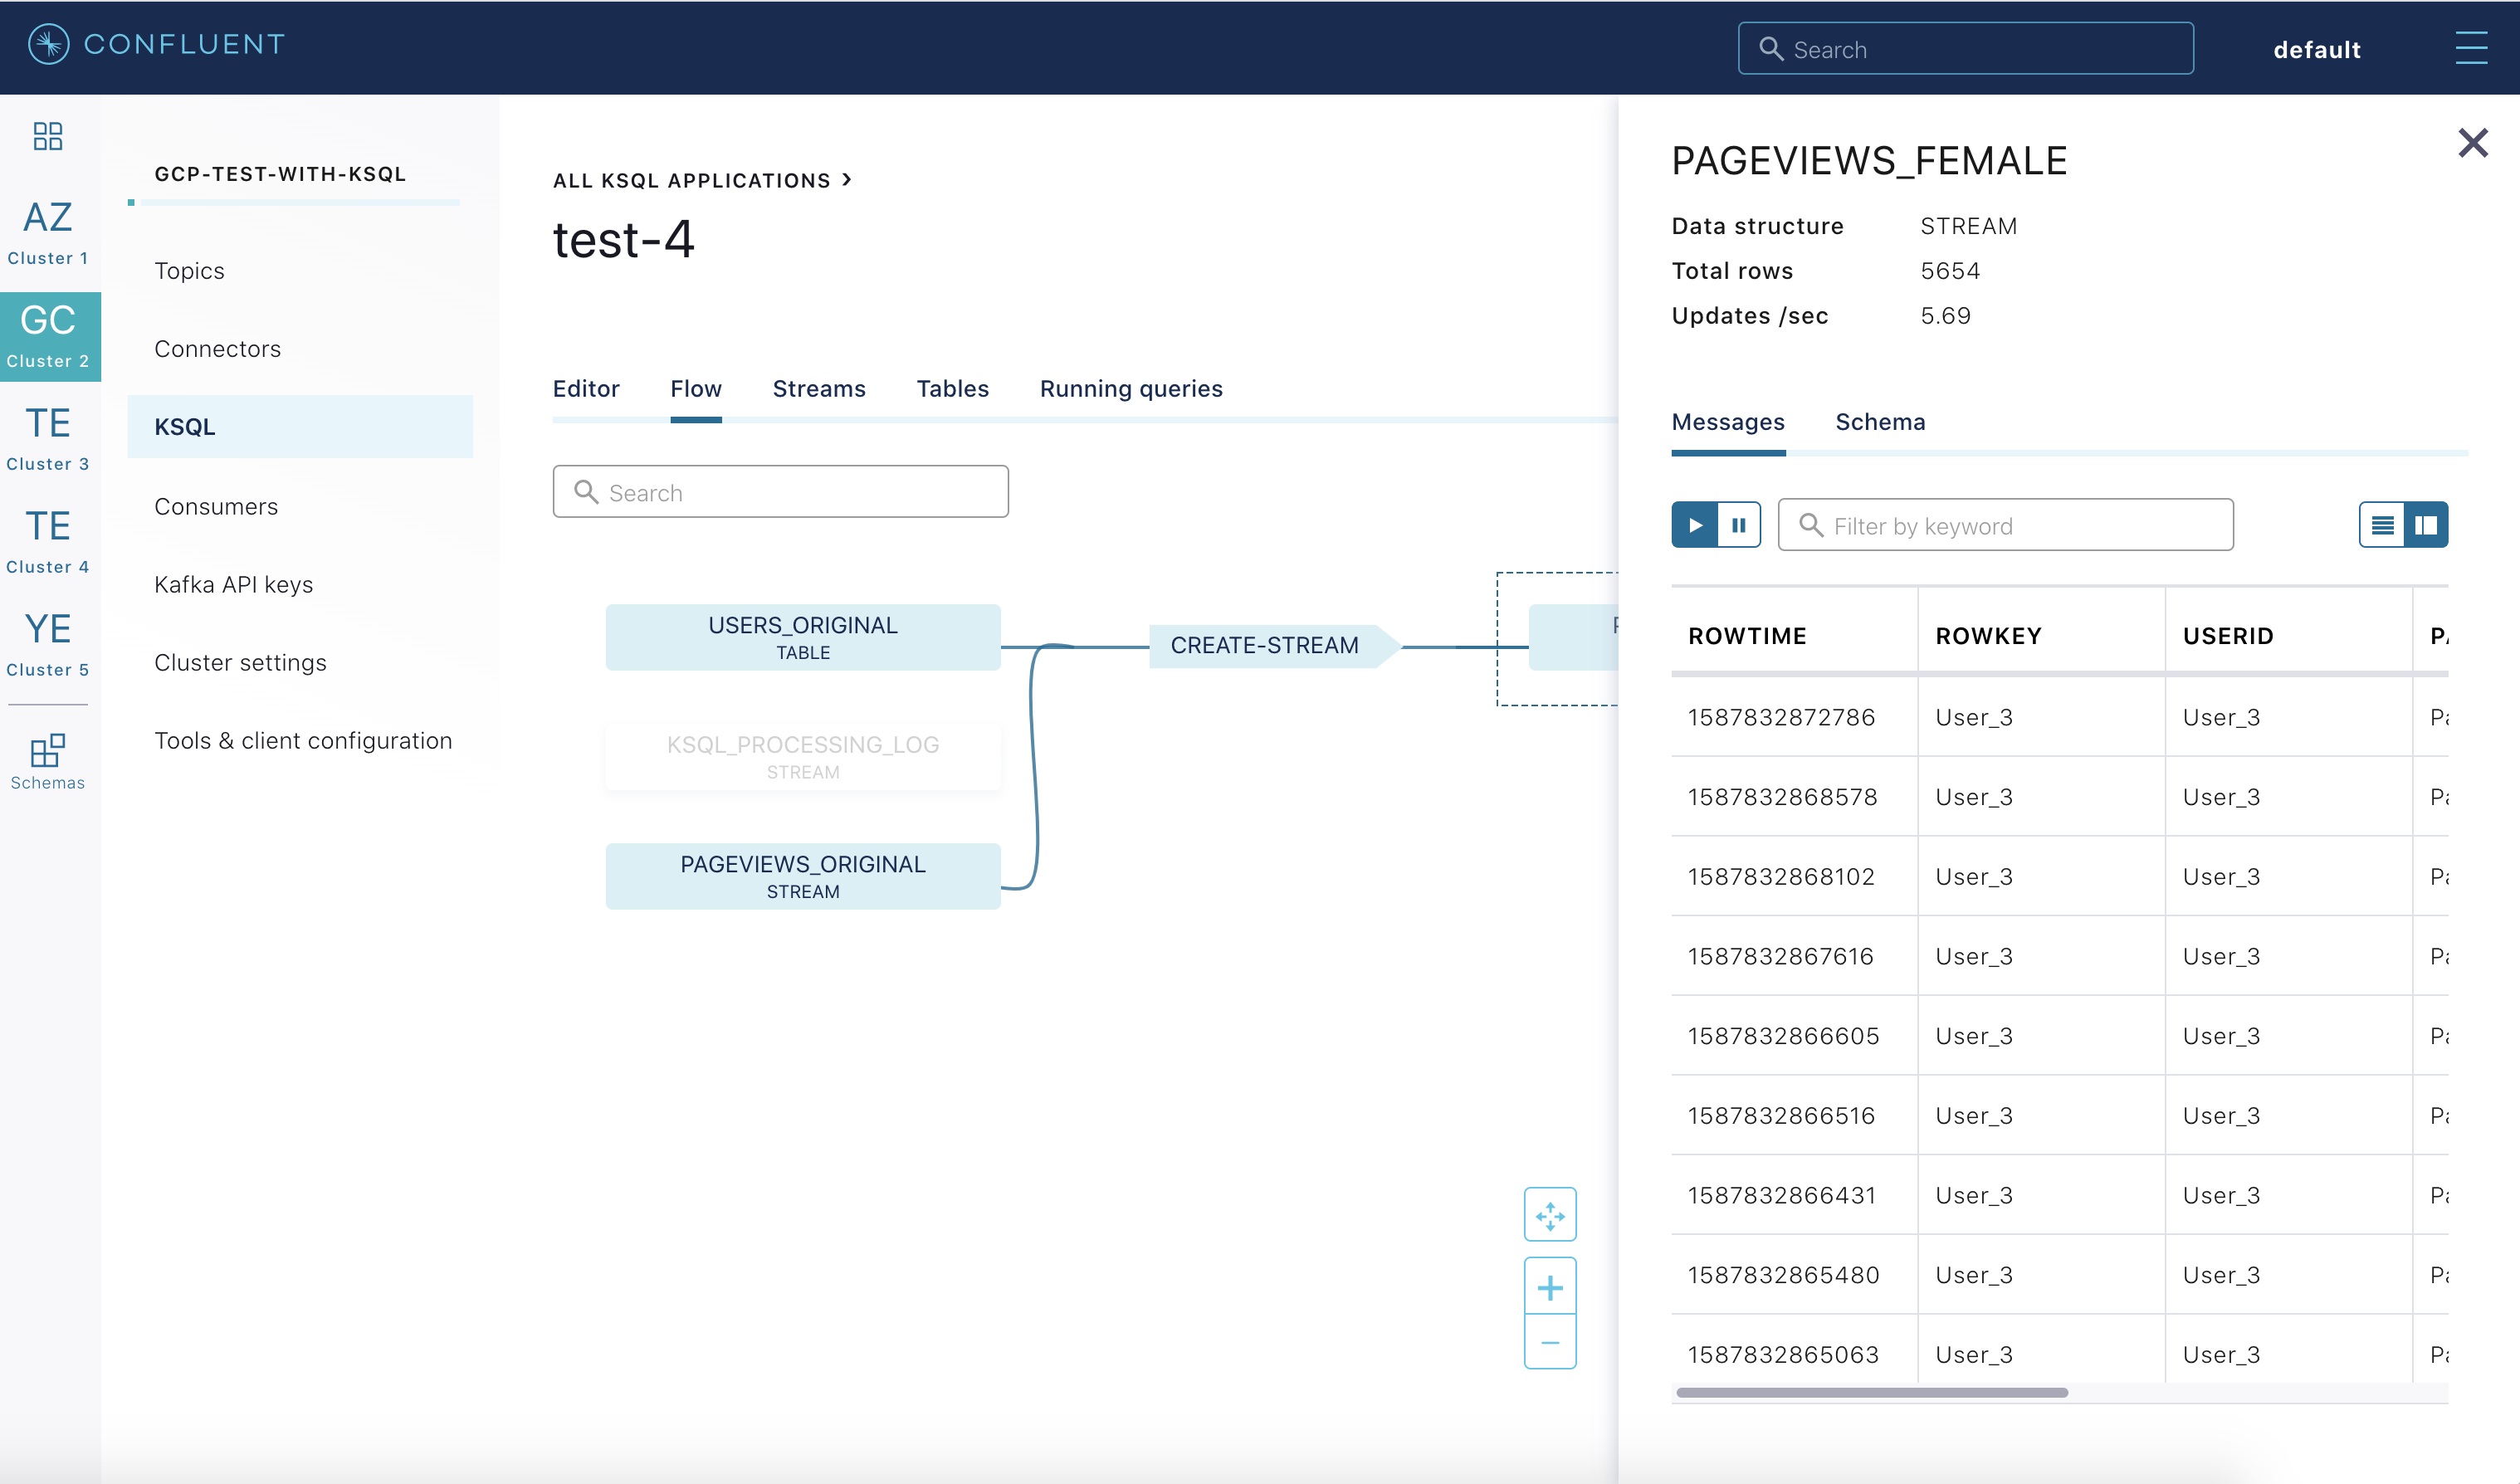 CONFLUENT
Search
default
AZ
Cluster 1
GC
Cluster 2
TE
Cluster 3
TE
Cluster 4
YE
Cluster 5
Schemas
GCP-TEST-WITH-KSQL
Topics
Connectors
KSQL
Consumers
Kafka API keys
Cluster settings
Tools & client configuration
ALL KSQL APPLICATIONS
test-4
Editor Flow Streams Tables Running queries
Search
USERS_ORIGINAL
TABLE
KSQL_PROCESSING_LOG
STREAM
PAGEVIEWS_ORIGINAL
STREAM
CREATE-STREAM
PAGEVIEWS_FEMALE
Data structure STREAM
Total rows 5654
Updates /sec 5.69
Messages Schema
Filter by keyword
ROWTIME ROWKEY USERID
1587832872786 User_3 User_3
1587832868578 User_3 User_3
1587832868102 User_3 User_3
1587832867616 User_3 User_3
1587832866605 User_3 User_3
1587832866516 User_3 User_3
1587832866431 User_3 User_3
1587832865480 User_3 User_3
1587832865063 User_3 User_3